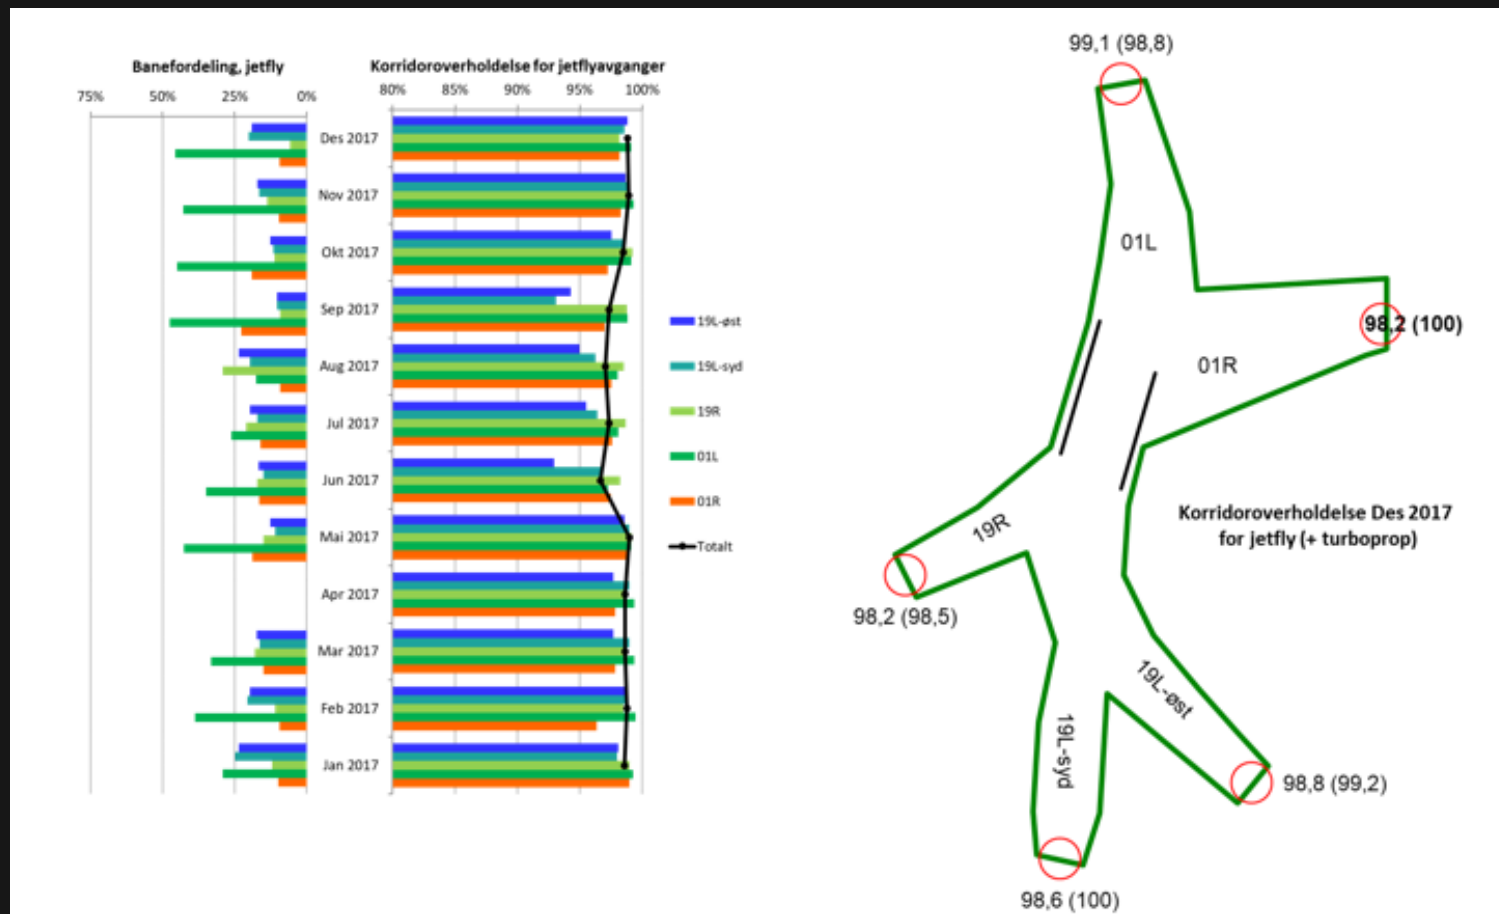 Banefordeling, jetfly
75% 50% 25% 0%
Korridoroverholdelse for jetflyavganger
80% 85% 90% 95% 100%
Des 2017
Nov 2017
Okt 2017
Sep 2017
Aug 2017
Jul 2017
Jun 2017
Mai 2017
Apr 2017
Mar 2017
Feb 2017
Jan 2017
19L-øst
19L-syd
19R
01L
01R
Totalt
99,1 (98,8)
01L
98,2 (100)
01R
19R
98,2 (98,5)
Korridoroverholdelse Des 2017
for jetfly (+ turboprop)
19L-øst
19L-syd
98,8 (99,2)
98,6 (100)